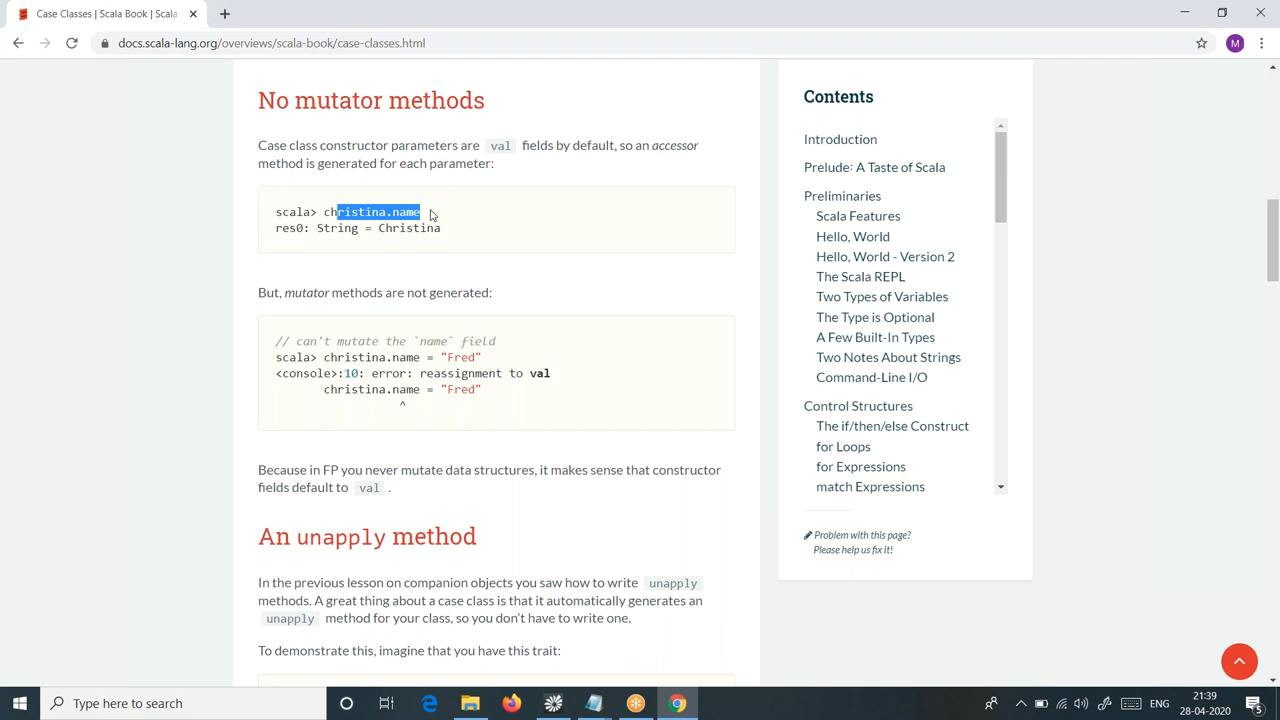 Case Classes | Scala Book | Scala
docs.scala-lang.org/overviews/scala-book/case-classes.html
M
No mutator methods
Case class constructor parameters are val fields by default, so an accessor
method is generated for each parameter:
scala> christina.name
res0: String = Christina
But, mutator methods are not generated:
// can't mutate the `name` field
scala> christina.name = "Fred"
<console>:10: error: reassignment to val
christina.name = "Fred"
^
Because in FP you never mutate data structures, it makes sense that constructor
fields default to val .
An unapply method
In the previous lesson on companion objects you saw how to write unapply
methods. A great thing about a case class is that it automatically generates an
unapply method for your class, so you don't have to write one.
To demonstrate this, imagine that you have this trait:
Contents
Introduction
Prelude: A Taste of Scala
Preliminaries
Scala Features
Hello, World
Hello, World - Version 2
The Scala REPL
Two Types of Variables
The Type is Optional
A Few Built-In Types
Two Notes About Strings
Command-Line I/O
Control Structures
The if/then/else Construct
for Loops
for Expressions
match Expressions
Problem with this page?
Please help us fix it!
Type here to search
ENG
21:39
28-04-2020
5